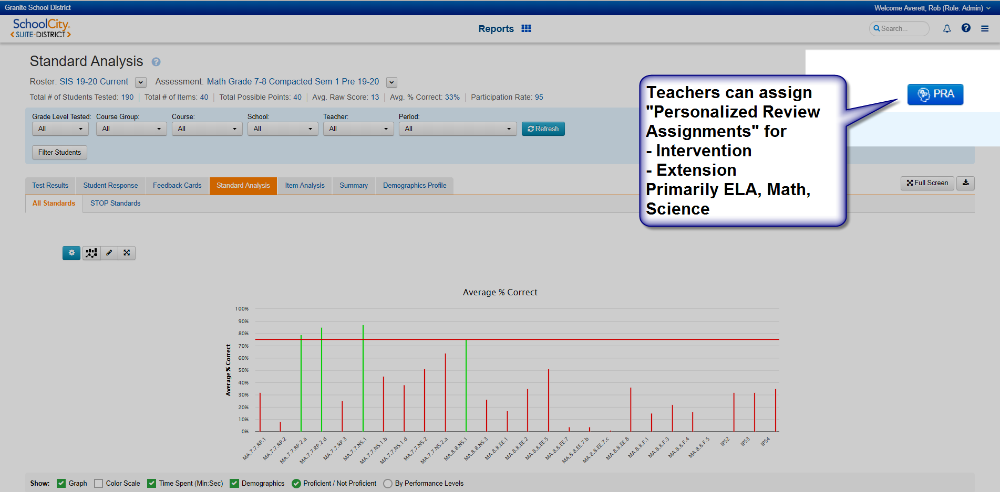 Granite School District
Welcome Averett, Rob (Role: Admin)
SchoolCity
SUITE-DISTRICT
Reports
Search...
Standard Analysis
Roster: SIS 19-20 Current Assessment: Math Grade 7-8 Compacted Sem 1 Pre 19-20
Total # of Students Tested: 190 | Total # of Items: 40 | Total Possible Points: 40 | Avg. Raw Score: 13 | Avg. % Correct: 33% | Participation Rate: 95
PRA
Teachers can assign
"Personalized Review
Assignments" for
- Intervention
- Extension
Primarily ELA, Math,
Science
Grade Level Tested: Course Group: Course: School: Teacher: Period:
All All All All All All Refresh
Filter Students
Test Results Student Response Feedback Cards Standard Analysis Item Analysis Summary Demographics Profile
Full Screen
All Standards STOP Standards
Average % Correct
Average % Correct
100%
90%
80%
70%
60%
50%
40%
30%
20%
10%
0%
MA.7.7.RP.1
MA.7.7.RP.2
MA.7.7.RP.2.a
MA.7.7.RP.2.d
MA.7.7.RP.3
MA.7.7.NS.1
MA.7.7.NS.1.b
MA.7.7.NS.1.d
MA.7.7.NS.2
MA.7.7.NS.2.a
MA.8.8.NS.1
MA.8.8.NS.3
MA.8.8.EE.1
MA.8.8.EE.2
MA.8.8.EE.5
MA.8.8.EE.7
MA.8.8.EE.7.b
MA.8.8.EE.7.c
MA.8.8.EE.8
MA.8.8.F.1
MA.8.8.F.3
MA.8.8.F.4
MA.8.8.F.5
IPS2
IPS3
IPS4
Show: Graph Color Scale Time Spent (Min:Sec) Demographics Proficient / Not Proficient By Performance Levels